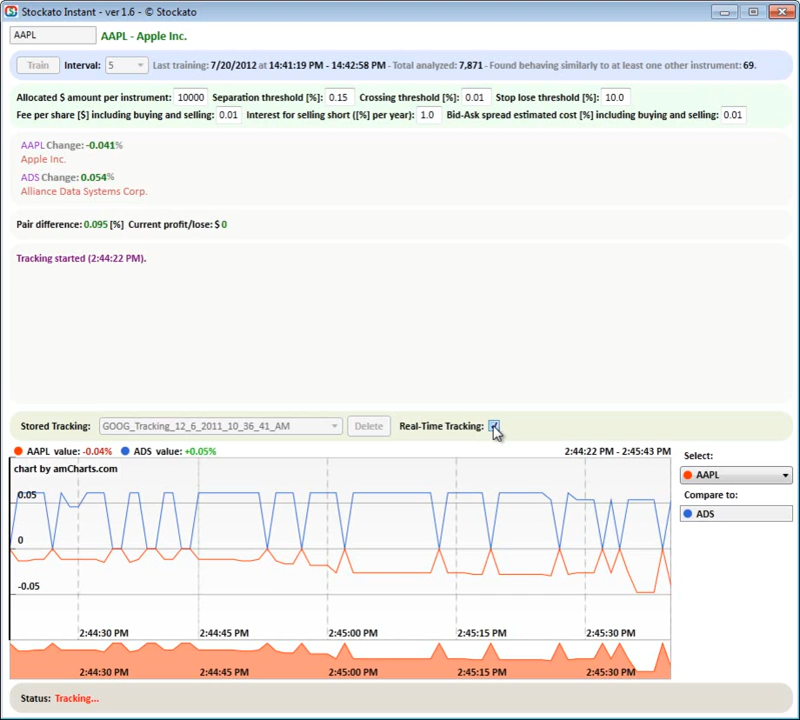 Stockato Instant - ver 1.6 - © Stockato
AAPL AAPL - Apple Inc.
Train Interval: 5 Last training: 7/20/2012 at 14:41:19 PM - 14:42:58 PM - Total analyzed: 7,871 - Found behaving similarly to at least one other instrument: 69.
Allocated $ amount per instrument: 10000 Separation threshold [%]: 0.15 Crossing threshold [%]: 0.01 Stop lose threshold [%]: 10.0
Fee per share [$] including buying and selling: 0.01 Interest for selling short ([%] per year): 1.0 Bid-Ask spread estimated cost [%] including buying and selling: 0.01
AAPL Change: -0.041%
Apple Inc.
ADS Change: 0.054%
Alliance Data Systems Corp.
Pair difference: 0.095 [%] Current profit/lose: $ 0
Tracking started (2:44:22 PM).
Stored Tracking: GOOG_Tracking_12_6_2011_10_36_41_AM Delete Real-Time Tracking:
AAPL value: -0.04% ADS value: +0.05% 2:44:22 PM - 2:45:43 PM
Select:
AAPL
Compare to:
ADS
chart by amCharts.com
0.05
0
-0.05
2:44:30 PM 2:44:45 PM 2:45:00 PM 2:45:15 PM 2:45:30 PM
2:44:30 PM 2:44:45 PM 2:45:00 PM 2:45:15 PM 2:45:30 PM
Status: Tracking...